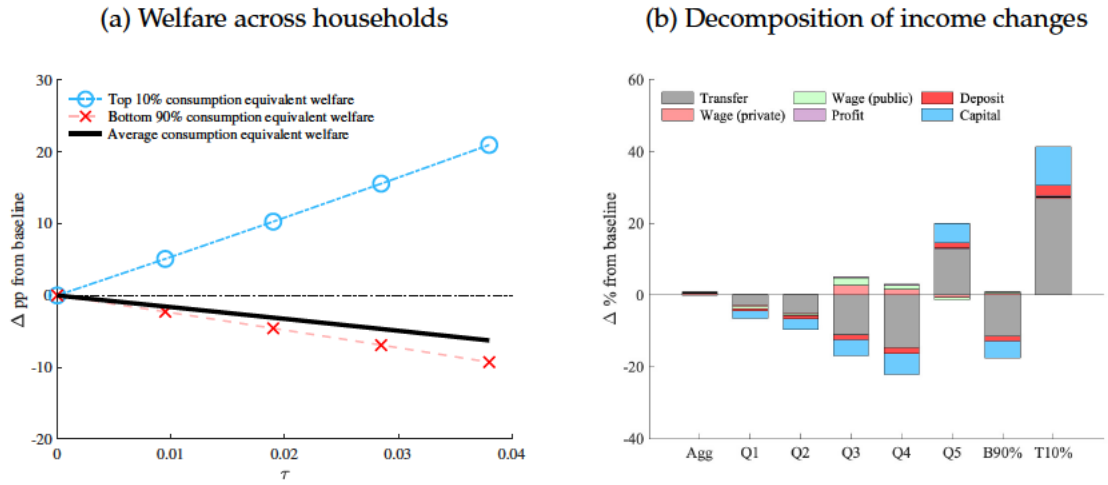 (a) Welfare across households
30
20
10
0
-10
-20
Δ pp from baseline
Top 10% consumption equivalent welfare
Bottom 90% consumption equivalent welfare
Average consumption equivalent welfare
0 0.01 0.02 0.03 0.04
τ
(b) Decomposition of income changes
60
40
20
0
-20
-40
Δ % from baseline
Transfer Wage (public) Deposit
Wage (private) Profit Capital
Agg Q1 Q2 Q3 Q4 Q5 B90% T10%